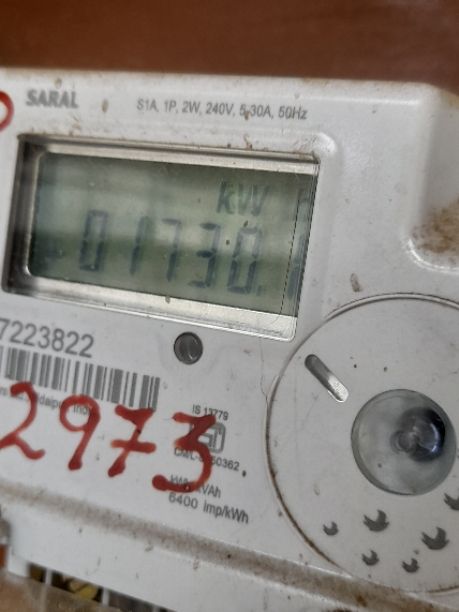 SARAL
S1A, 1P, 2W, 240V, 5-30A, 50Hz
kW
01730
7223822
2973
IS 13779
6400 imp/kWh